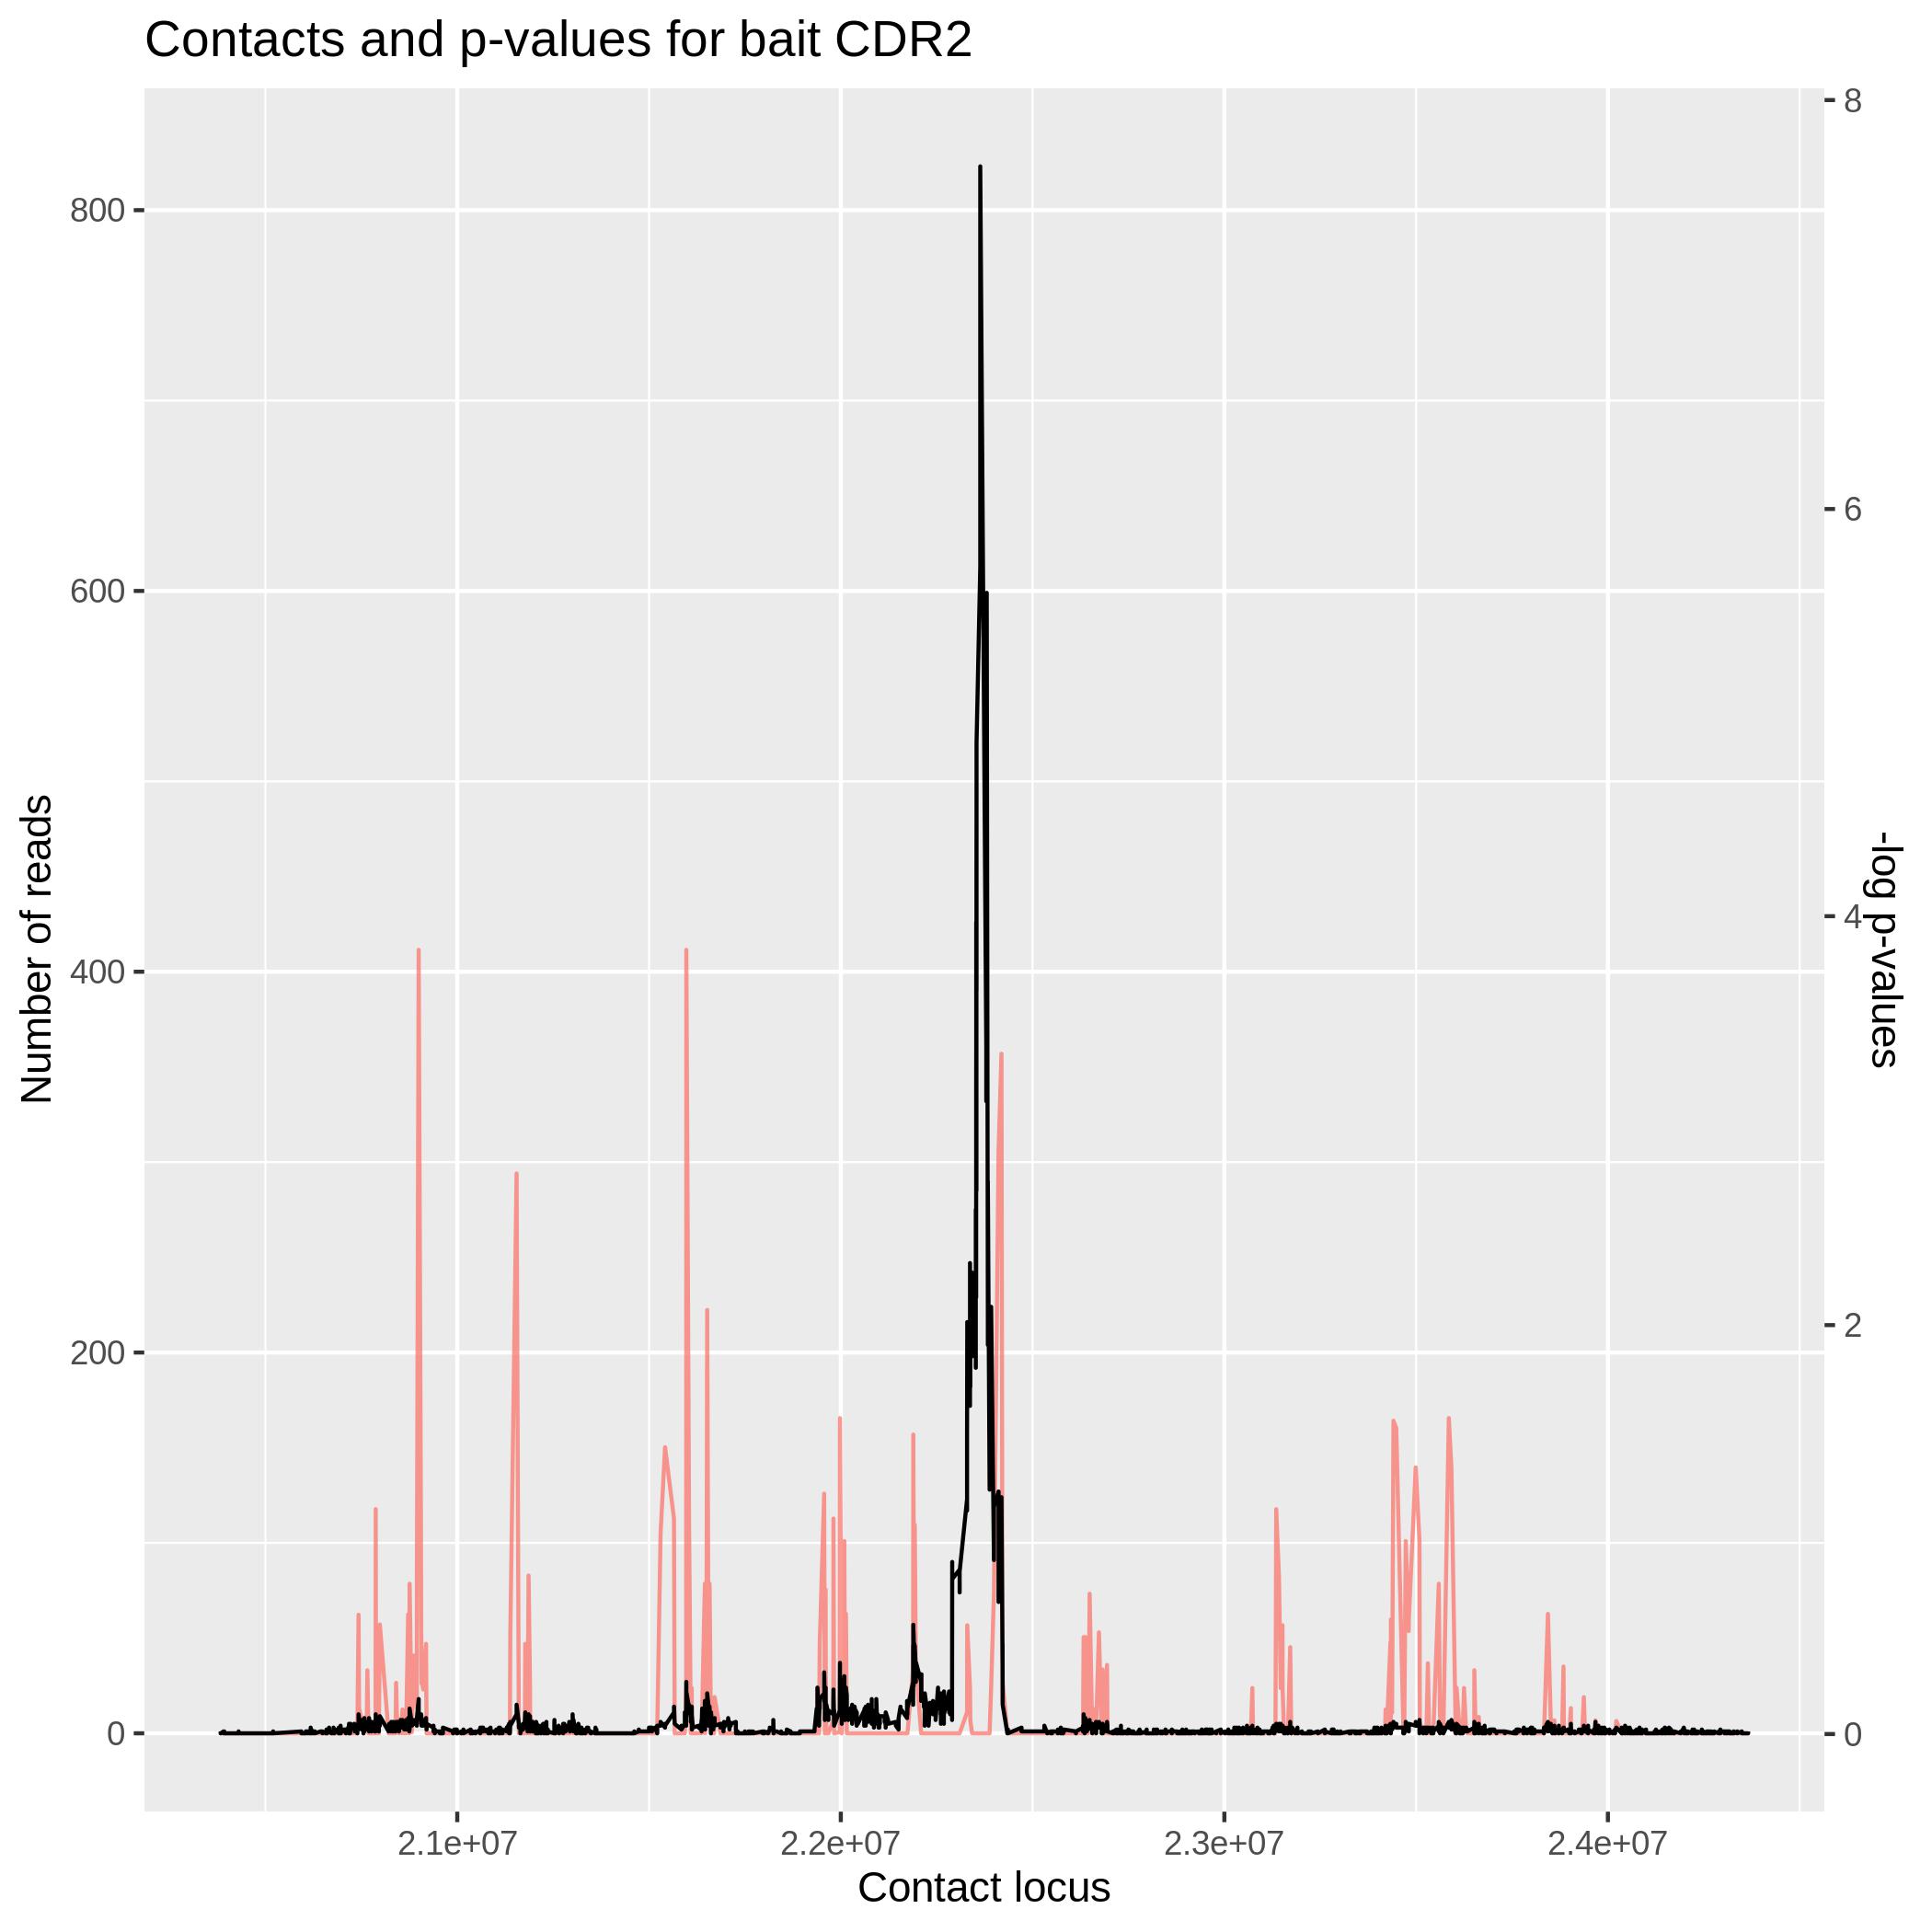 Contacts and p-values for bait CDR2
Number of reads
800
600
400
200
0
8
6
4
2
0
-log p-values
2.1e+07
2.2e+07
2.3e+07
2.4e+07
Contact locus